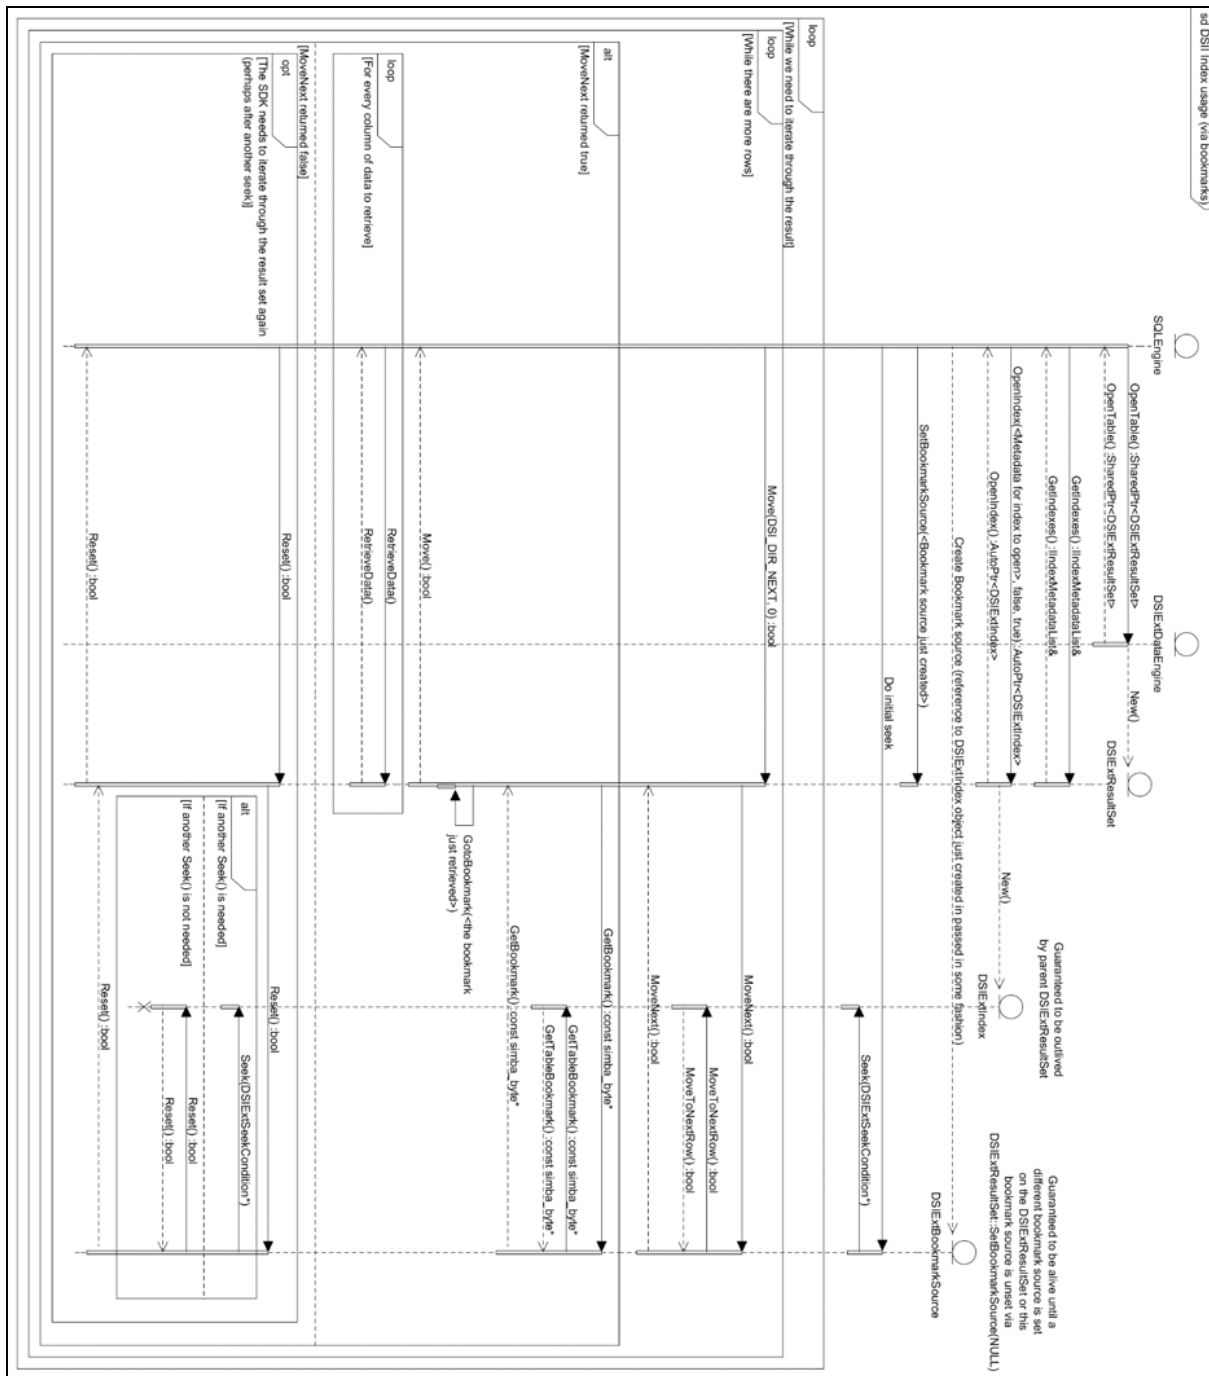 sd DSII Index usage (via bookmarks)
SQLEngine
DSIExtDataEngine
DSIExtResultSet
DSIExtIndex
DSIExtBookmarkSource
Guaranteed to be outlived
by parent DSIExtResultSet
Guaranteed to be alive until a
different bookmark source is set
on the DSIExtResultSet or this
bookmark source is unset via
DSIExtResultSet::SetBookmarkSource(NULL)
OpenTable() :SharedPtr<DSIExtResultSet>
New()
OpenTable() :SharedPtr<DSIExtResultSet>
GetIndexes() :IIndexMetadataList&
GetIndexes() :IIndexMetadataList&
OpenIndex(<Metadata for index to open>, false, true) :AutoPtr<DSIExtIndex>
New()
OpenIndex() :AutoPtr<DSIExtIndex>
Create Bookmark source (reference to DSIExtIndex object just created in passed in some fashion)
SetBookmarkSource(<Bookmark source just created>)
Do initial seek
Seek(DSIExtSeekCondition*)
loop
[While we need to iterate through the result]
loop
[While there are more rows]
Move(DSI_DIR_NEXT, 0) :bool
MoveNext() :bool
MoveToNextRow() :bool
MoveToNextRow() :bool
MoveNext() :bool
alt
[MoveNext returned true]
GetBookmark() :const simba_byte*
GetTableBookmark() :const simba_byte*
GetTableBookmark() :const simba_byte*
GetBookmark() :const simba_byte*
GotoBookmark(<the bookmark
just retrieved>)
Move() :bool
loop
[For every column of data to retrieve]
RetrieveData()
RetrieveData()
[MoveNext returned false]
opt
[The SDK needs to iterate through the result set again
(perhaps after another seek)]
Reset() :bool
Reset() :bool
alt
[If another Seek() is needed]
Seek(DSIExtSeekCondition*)
[If another Seek() is not needed]
Reset() :bool
Reset() :bool
Reset() :bool
Reset() :bool